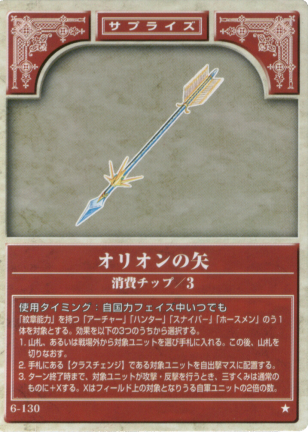 サプライズ
オリオンの矢
消費チップ/3
使用タイミング:自国力フェイス中いつでも
「紋章能力」を持つ「アーチャー」「ハンター」「スナイパー」「ホースメン」のう1
体を対象とする。効果を以下の3つのうちから選択する。
1. 山札、あるいは戦場外から対象ユニットを選び手札に入れる。この後、山札を
切りなおす。
2. 手札にある【クラスチェンジ】である対象ユニットを自出撃マスに配置する。
3. ターン終了時まで、対象ユニットが攻撃・反撃を行うとき、三すくみは通常の
ものに+Xする。Xはフィールド上の対象となりうる自軍ユニットの2倍の数。
6-130
★